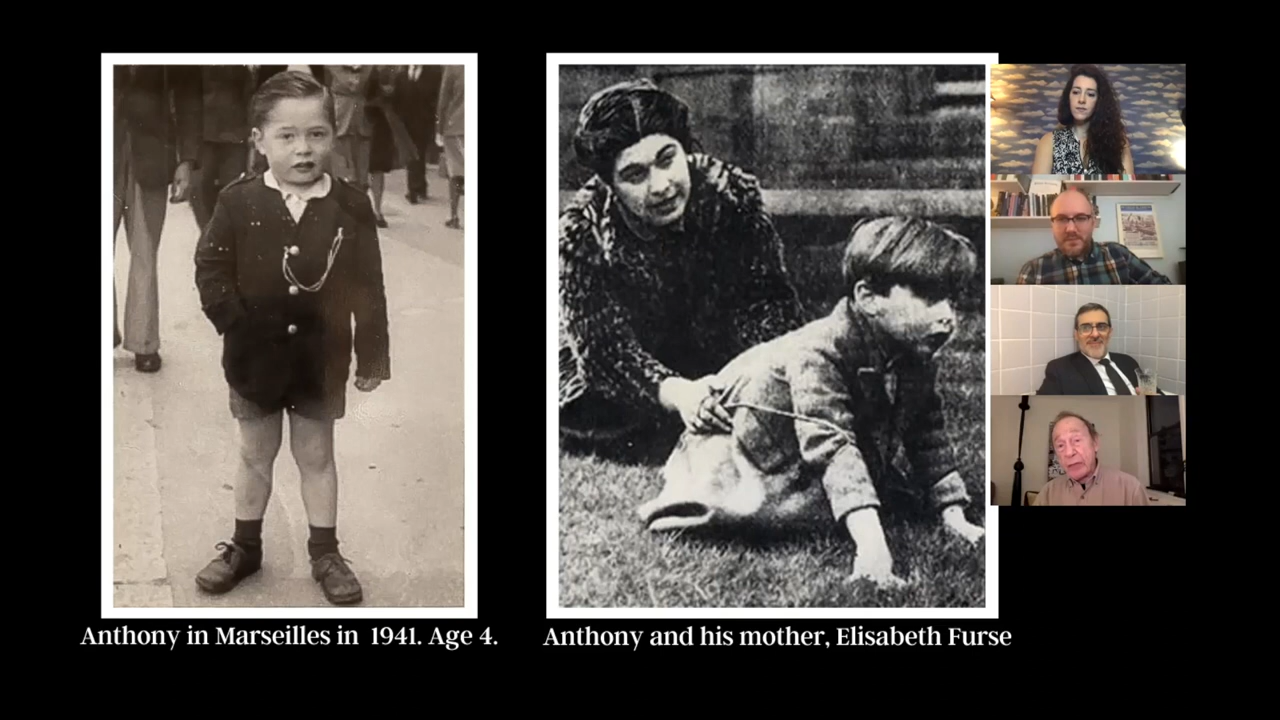 Anthony in Marseilles in 1941. Age 4.
Anthony and his mother, Elisabeth Furse